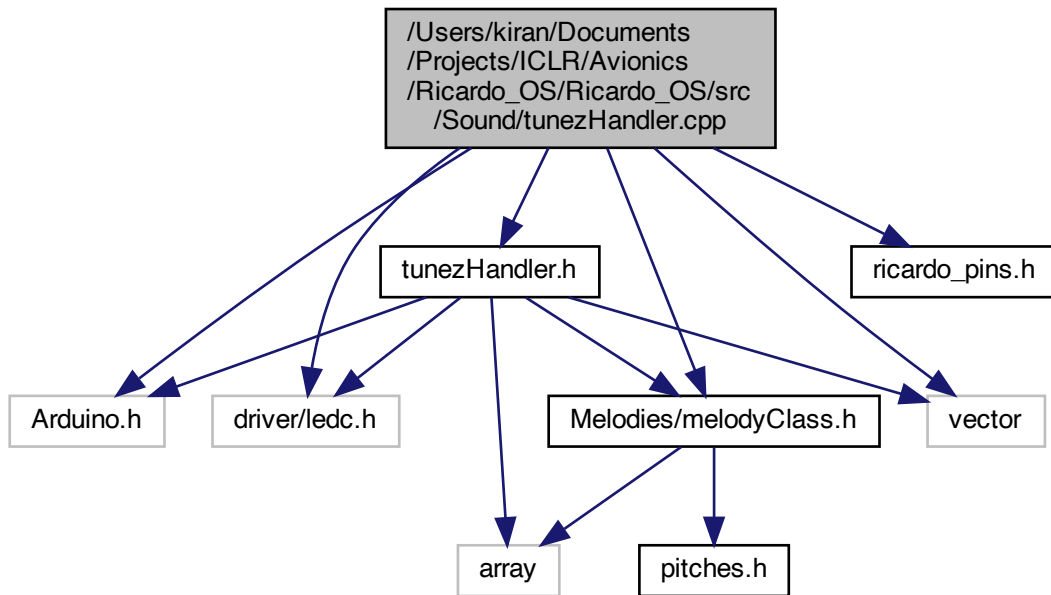 /Users/kiran/Documents
/Projects/ICLR/Avionics
/Ricardo_OS/Ricardo_OS/src
/Sound/tunezHandler.cpp
tunezHandler.h
ricardo_pins.h
Arduino.h
driver/ledc.h
Melodies/melodyClass.h
vector
array
pitches.h